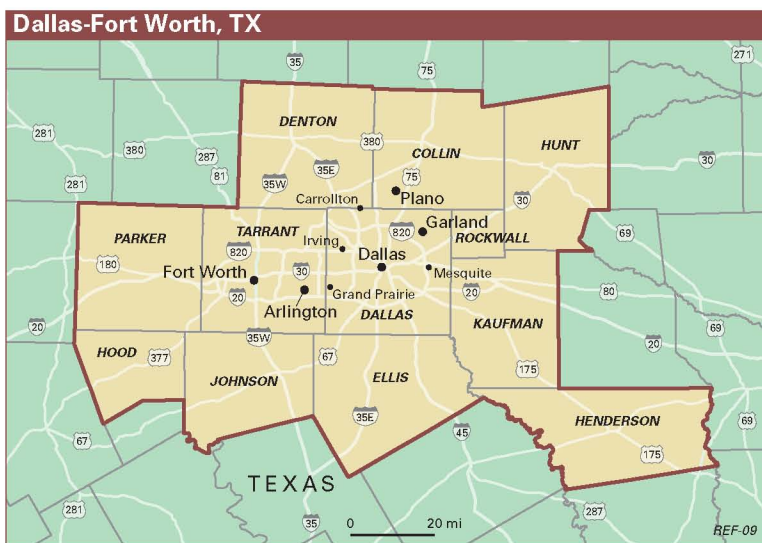 Dallas-Fort Worth, TX
35
75
271
DENTON
281
380
380
COLLIN
HUNT
287
30
35E
81
35W
75
281
Carrollton
Plano
30
Garland
PARKER
TARRANT
820
ROCKWALL
69
820
Irving
Dallas
180
Fort Worth
30
Mesquite
20
Grand Prairie
20
80
Arlington
DALLAS
20
KAUFMAN
69
35W
20
HOOD
377
67
175
JOHNSON
ELLIS
35E
HENDERSON
69
67
45
175
TEXAS
281
287
35
0 20 mi
REF-09